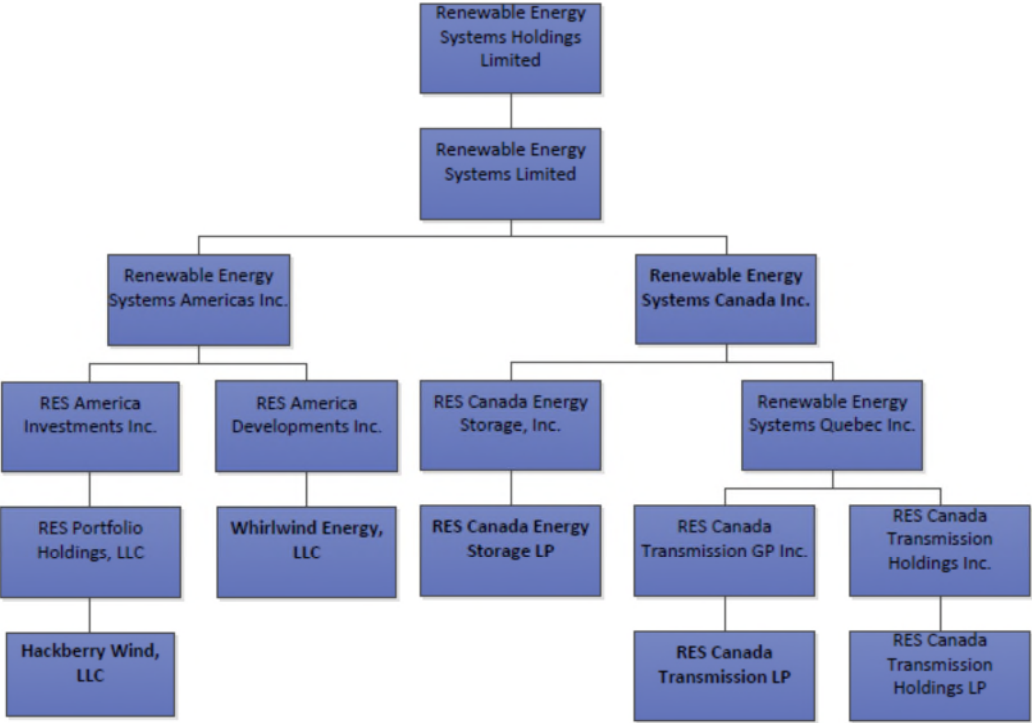 Renewable Energy
Systems Holdings
Limited
Renewable Energy
Systems Limited
Renewable Energy
Systems Americas Inc.
Renewable Energy
Systems Canada Inc.
RES America
Investments Inc.
RES America
Developments Inc.
RES Canada Energy
Storage, Inc.
Renewable Energy
Systems Quebec Inc.
RES Portfolio
Holdings, LLC
Whirlwind Energy,
LLC
RES Canada Energy
Storage LP
RES Canada
Transmission GP Inc.
RES Canada
Transmission
Holdings Inc.
Hackberry Wind,
LLC
RES Canada
Transmission LP
RES Canada
Transmission
Holdings LP